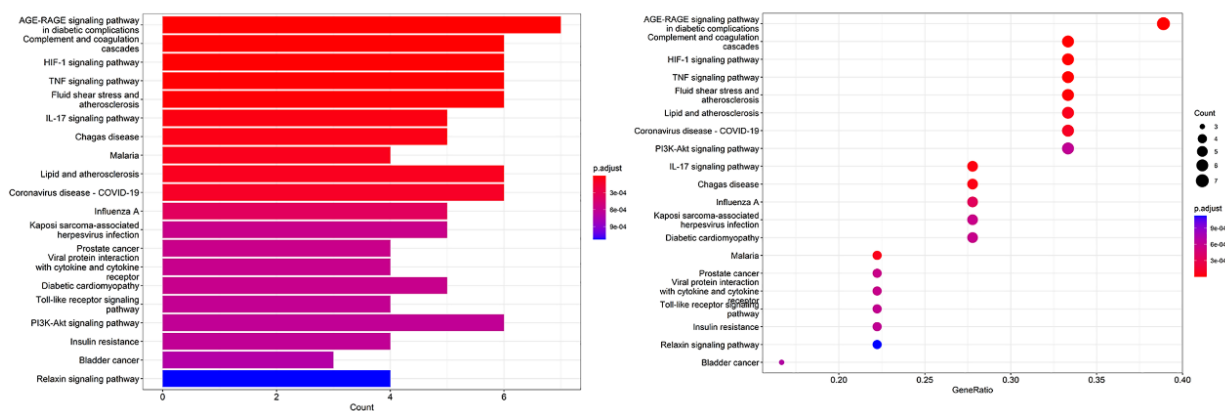 AGE-RAGE signaling pathway
in diabetic complications
Complement and coagulation
cascades
HIF-1 signaling pathway
TNF signaling pathway
Fluid shear stress and
atherosclerosis
IL-17 signaling pathway
Chagas disease
Malaria
Lipid and atherosclerosis
Coronavirus disease - COVID-19
Influenza A
Kaposi sarcoma-associated
herpesvirus infection
Prostate cancer
Viral protein interaction
with cytokine and cytokine
receptor
Diabetic cardiomyopathy
Toll-like receptor signaling
pathway
PI3K-Akt signaling pathway
Insulin resistance
Bladder cancer
Relaxin signaling pathway
0 2 4 6
Count
p.adjust
3e-04
6e-04
9e-04
AGE-RAGE signaling pathway
in diabetic complications
Complement and coagulation
cascades
HIF-1 signaling pathway
TNF signaling pathway
Fluid shear stress and
atherosclerosis
Lipid and atherosclerosis
Coronavirus disease - COVID-19
PI3K-Akt signaling pathway
IL-17 signaling pathway
Chagas disease
Influenza A
Kaposi sarcoma-associated
herpesvirus infection
Diabetic cardiomyopathy
Malaria
Prostate cancer
Viral protein interaction
with cytokine and cytokine
receptor
Toll-like receptor signaling
pathway
Insulin resistance
Relaxin signaling pathway
Bladder cancer
0.20 0.25 0.30 0.35 0.40
GeneRatio
Count
3
4
5
6
7
p.adjust
9e-04
6e-04
3e-04